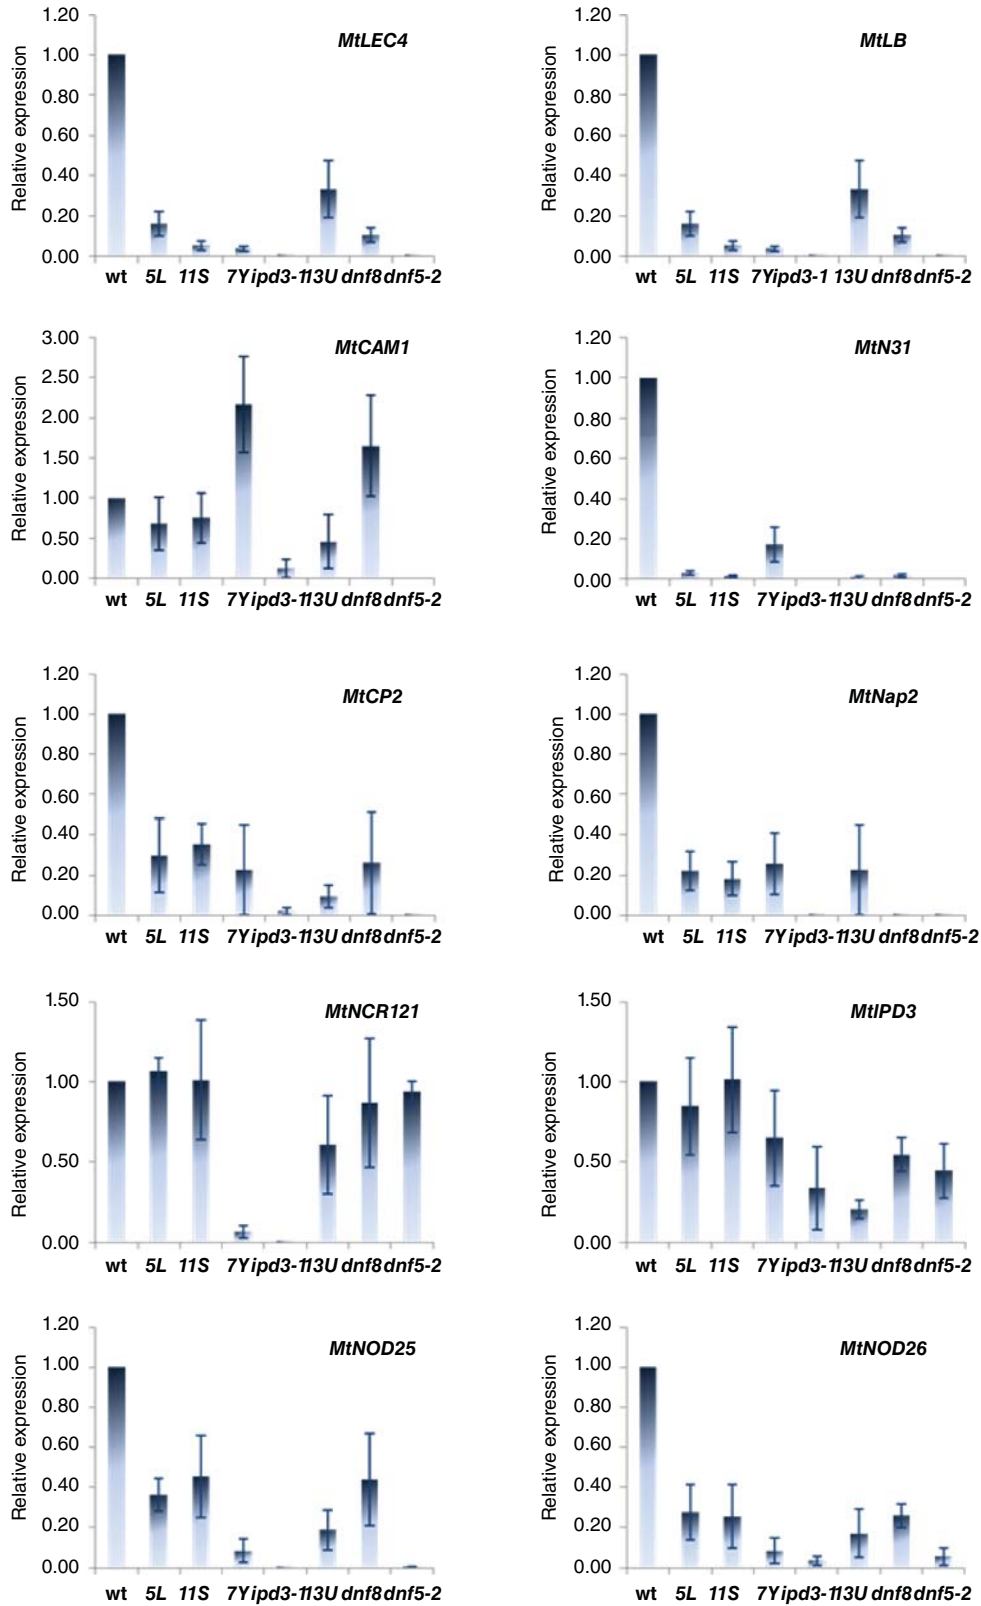 MtLEC4
Relative expression
1.20
1.00
0.80
0.60
0.40
0.20
0.00
wt 5L 11S 7Y ipd3-1 13U dnf8 dnf5-2
MtLB
Relative expression
1.20
1.00
0.80
0.60
0.40
0.20
0.00
wt 5L 11S 7Y ipd3-1 13U dnf8 dnf5-2
MtCAM1
Relative expression
3.00
2.50
2.00
1.50
1.00
0.50
0.00
wt 5L 11S 7Y ipd3-1 13U dnf8 dnf5-2
MtN31
Relative expression
1.20
1.00
0.80
0.60
0.40
0.20
0.00
wt 5L 11S 7Y ipd3-1 13U dnf8 dnf5-2
MtCP2
Relative expression
1.20
1.00
0.80
0.60
0.40
0.20
0.00
wt 5L 11S 7Y ipd3-1 13U dnf8 dnf5-2
MtNap2
Relative expression
1.20
1.00
0.80
0.60
0.40
0.20
0.00
wt 5L 11S 7Y ipd3-1 13U dnf8 dnf5-2
MtNCR121
Relative expression
1.50
1.00
0.50
0.00
wt 5L 11S 7Y ipd3-1 13U dnf8 dnf5-2
MtIPD3
Relative expression
1.50
1.00
0.50
0.00
wt 5L 11S 7Y ipd3-1 13U dnf8 dnf5-2
MtNOD25
Relative expression
1.20
1.00
0.80
0.60
0.40
0.20
0.00
wt 5L 11S 7Y ipd3-1 13U dnf8 dnf5-2
MtNOD26
Relative expression
1.20
1.00
0.80
0.60
0.40
0.20
0.00
wt 5L 11S 7Y ipd3-1 13U dnf8 dnf5-2